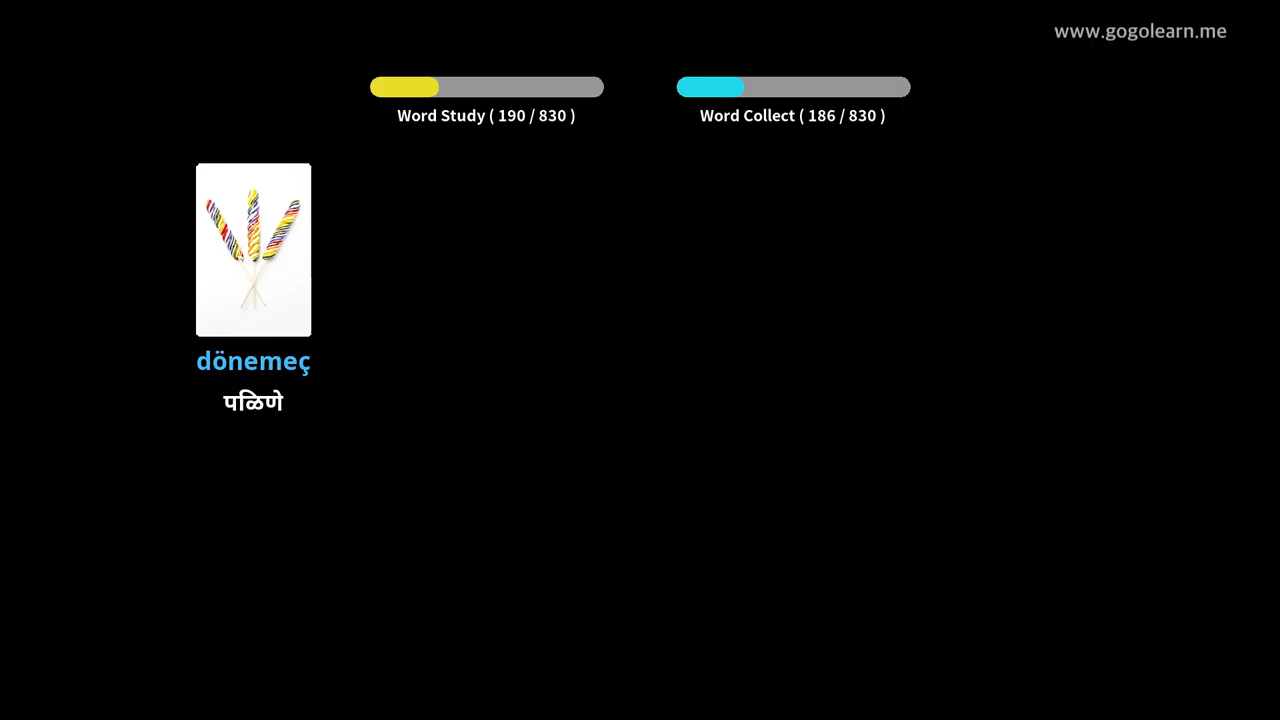 www.gogolearn.me
Word Study ( 190 / 830 )
Word Collect ( 186 / 830 )
dönemeç
पळिणे